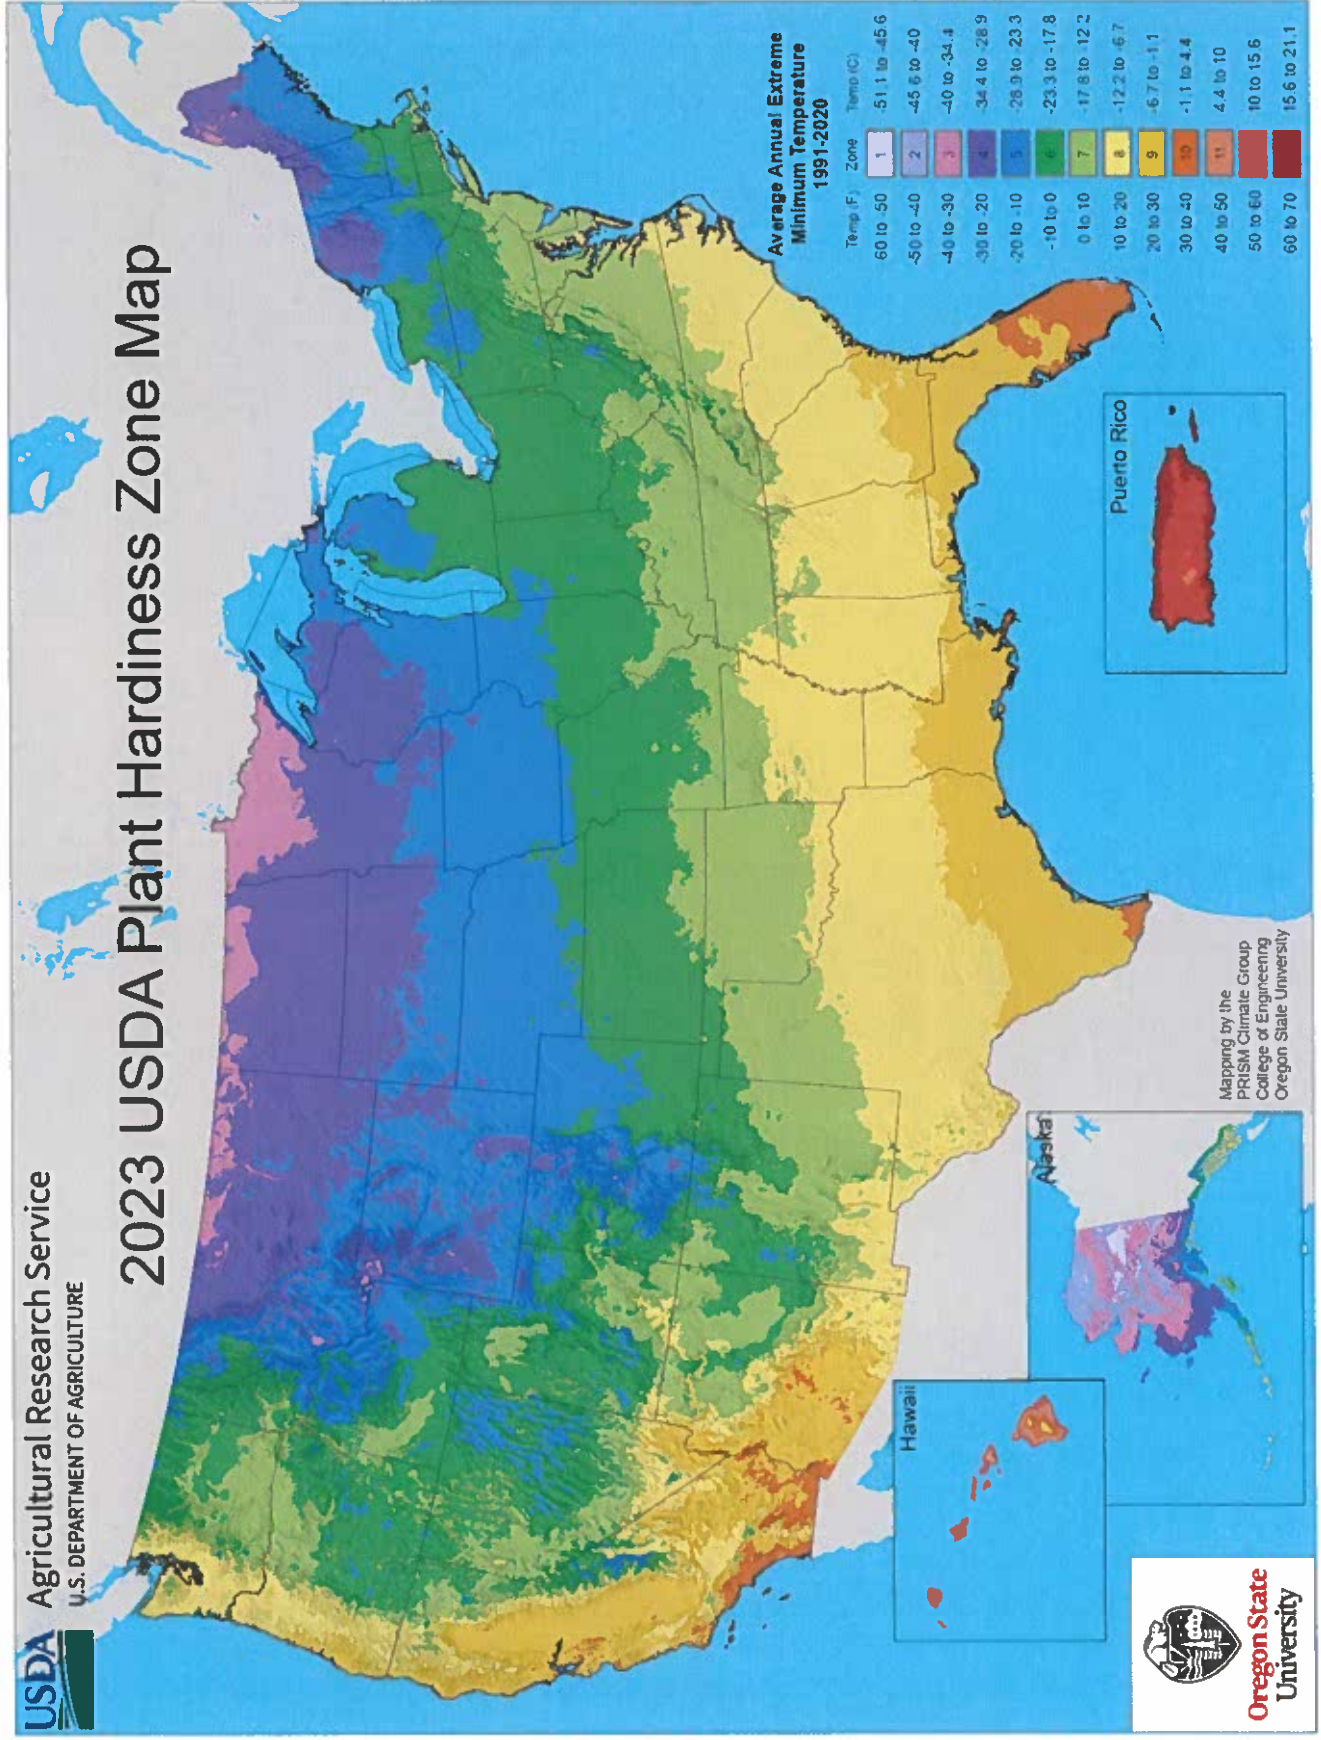 USDA
Agricultural Research Service
U.S. DEPARTMENT OF AGRICULTURE
2023 USDA Plant Hardiness Zone Map
Average Annual Extreme
Minimum Temperature
1991-2020
Temp (F) Zone Temp (C)
60 to -50 1 -51.1 to -45.6
-50 to -40 2 -45.6 to -40
-40 to -30 3 -40 to -34.4
-30 to -20 4 -34.4 to -28.9
-20 to -10 5 -28.9 to 23.3
-10 to 0 6 -23.3 to -17.8
0 to 10 7 -17.8 to -12.2
10 to 20 8 -12.2 to -6.7
20 to 30 9 -6.7 to -1.1
30 to 40 10 -1.1 to 4.4
40 to 50 11 4.4 to 10
50 to 60 10 to 15.6
60 to 70 15.6 to 21.1
Hawaii
Alaska
Puerto Rico
Mapping by the
PRISM Climate Group
College of Engineering
Oregon State University
Oregon State
University